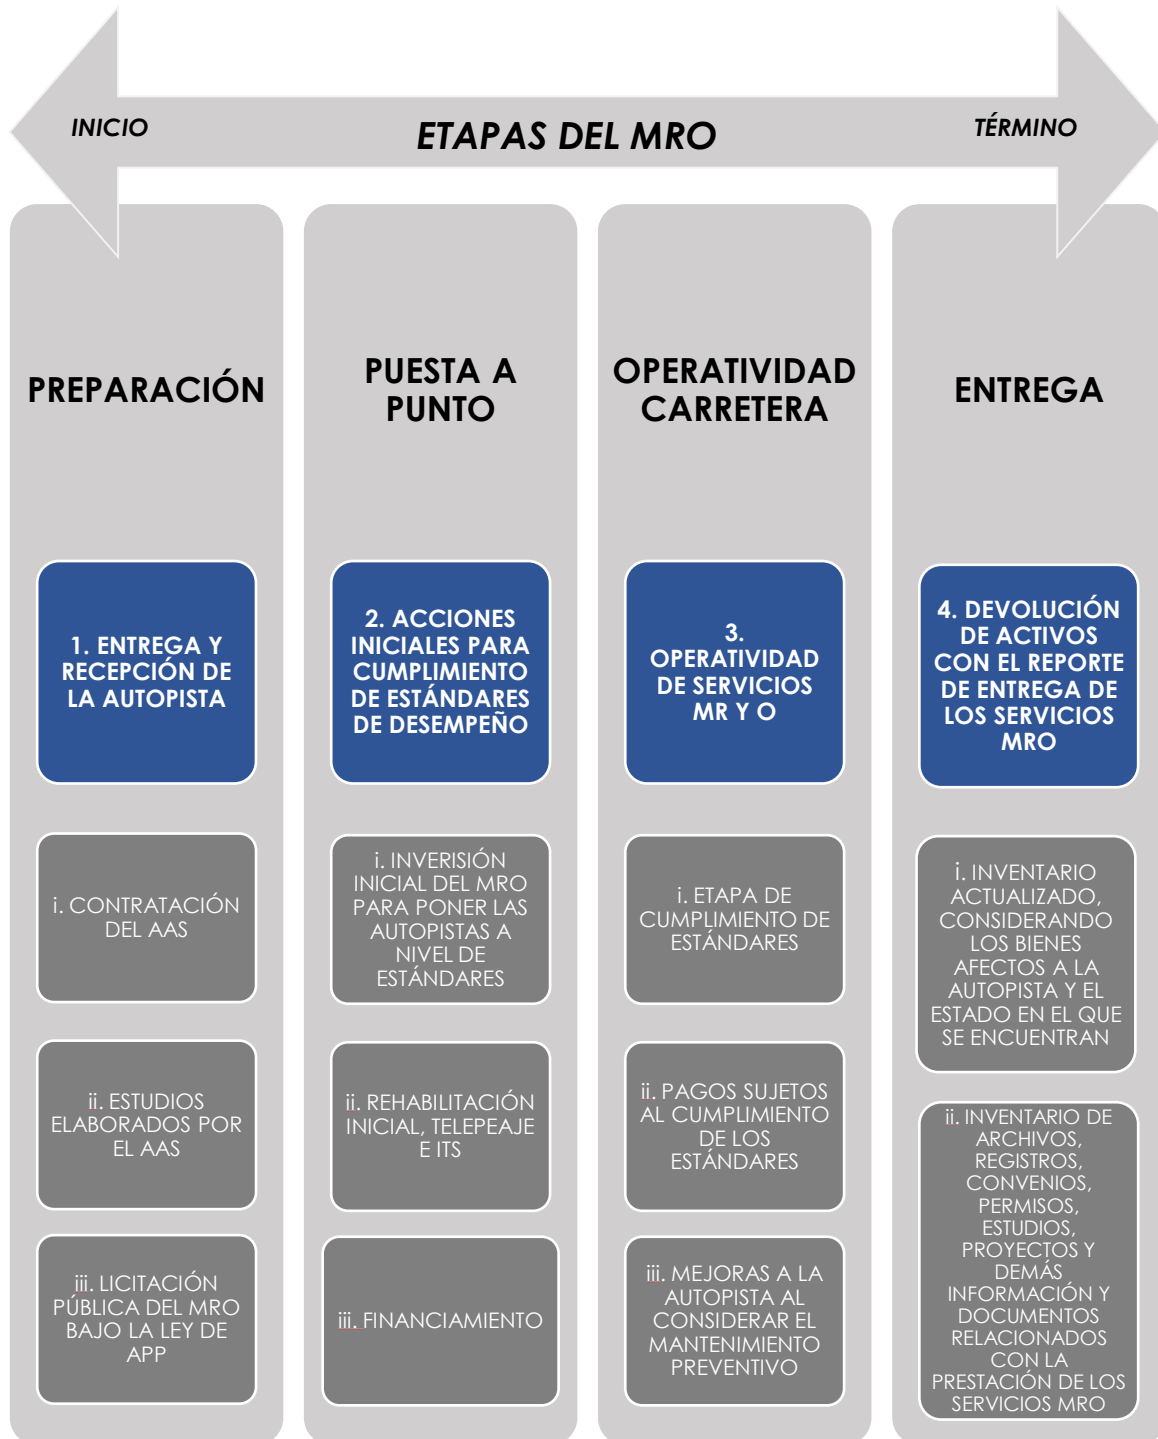 INICIO
ETAPAS DEL MRO
TÉRMINO
PREPARACIÓN
1. ENTREGA Y
RECEPCIÓN DE
LA AUTOPISTA
i. CONTRATACIÓN
DEL AAS
ii. ESTUDIOS
ELABORADOS POR
EL AAS
iii. LICITACIÓN
PÚBLICA DEL MRO
BAJO LA LEY DE
APP
PUESTA A
PUNTO
2. ACCIONES
INICIALES PARA
CUMPLIMIENTO
DE ESTÁNDARES
DE DESEMPEÑO
i. INVERISIÓN
INICIAL DEL MRO
PARA PONER LAS
AUTOPISTAS A
NIVEL DE
ESTÁNDARES
ii. REHABILITACIÓN
INICIAL, TELEPEAJE
E ITS
iii. FINANCIAMIENTO
OPERATIVIDAD
CARRETERA
3.
OPERATIVIDAD
DE SERVICIOS
MR Y O
i. ETAPA DE
CUMPLIMIENTO DE
ESTÁNDARES
ii. PAGOS SUJETOS
AL CUMPLIMIENTO
DE LOS
ESTÁNDARES
iii. MEJORAS A LA
AUTOPISTA AL
CONSIDERAR EL
MANTENIMIENTO
PREVENTIVO
ENTREGA
4. DEVOLUCIÓN
DE ACTIVOS
CON EL REPORTE
DE ENTREGA DE
LOS SERVICIOS
MRO
i. INVENTARIO
ACTUALIZADO,
CONSIDERANDO
LOS BIENES
AFECTOS A LA
AUTOPISTA Y EL
ESTADO EN EL QUE
SE ENCUENTRAN
ii. INVENTARIO DE
ARCHIVOS,
REGISTROS,
CONVENIOS,
PERMISOS,
ESTUDIOS,
PROYECTOS Y
DEMÁS
INFORMACIÓN Y
DOCUMENTOS
RELACIONADOS
CON LA
PRESTACIÓN DE LOS
SERVICIOS MRO